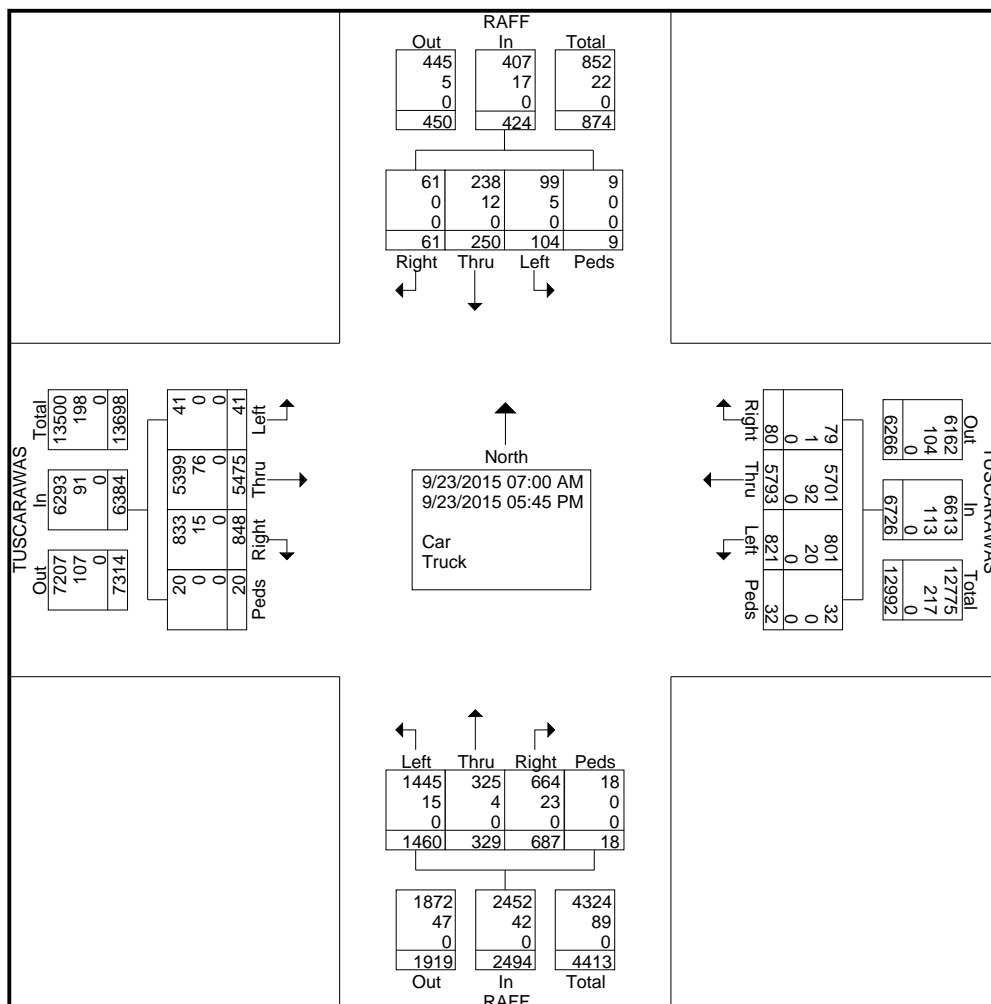 RAFF
Out In Total
445 407 852
5 17 22
0 0 0
450 424 874
61 238 99 9
0 12 5 0
0 0 0 0
61 250 104 9
Right Thru Left Peds
TUSCARAWAS
Total In Out
13500 6293 7207
198 91 107
0 0 0
13698 6384 7314
41 5399 833 20
0 76 15 0
0 0 0 0
41 5475 848 20
Left Thru Right Peds
North
9/23/2015 07:00 AM
9/23/2015 05:45 PM
Car
Truck
Right Thru Left Peds
80 5793 821 32
0 0 0 0
1 92 20 0
79 5701 801 32
Out In Total
6266 6726 12992
0 0 0
104 113 217
6162 6613 12775
TUSCARAWAS
Left Thru Right Peds
1445 325 664 18
15 4 23 0
0 0 0 0
1460 329 687 18
1872 2452 4324
47 42 89
0 0 0
1919 2494 4413
Out In Total
RAFF